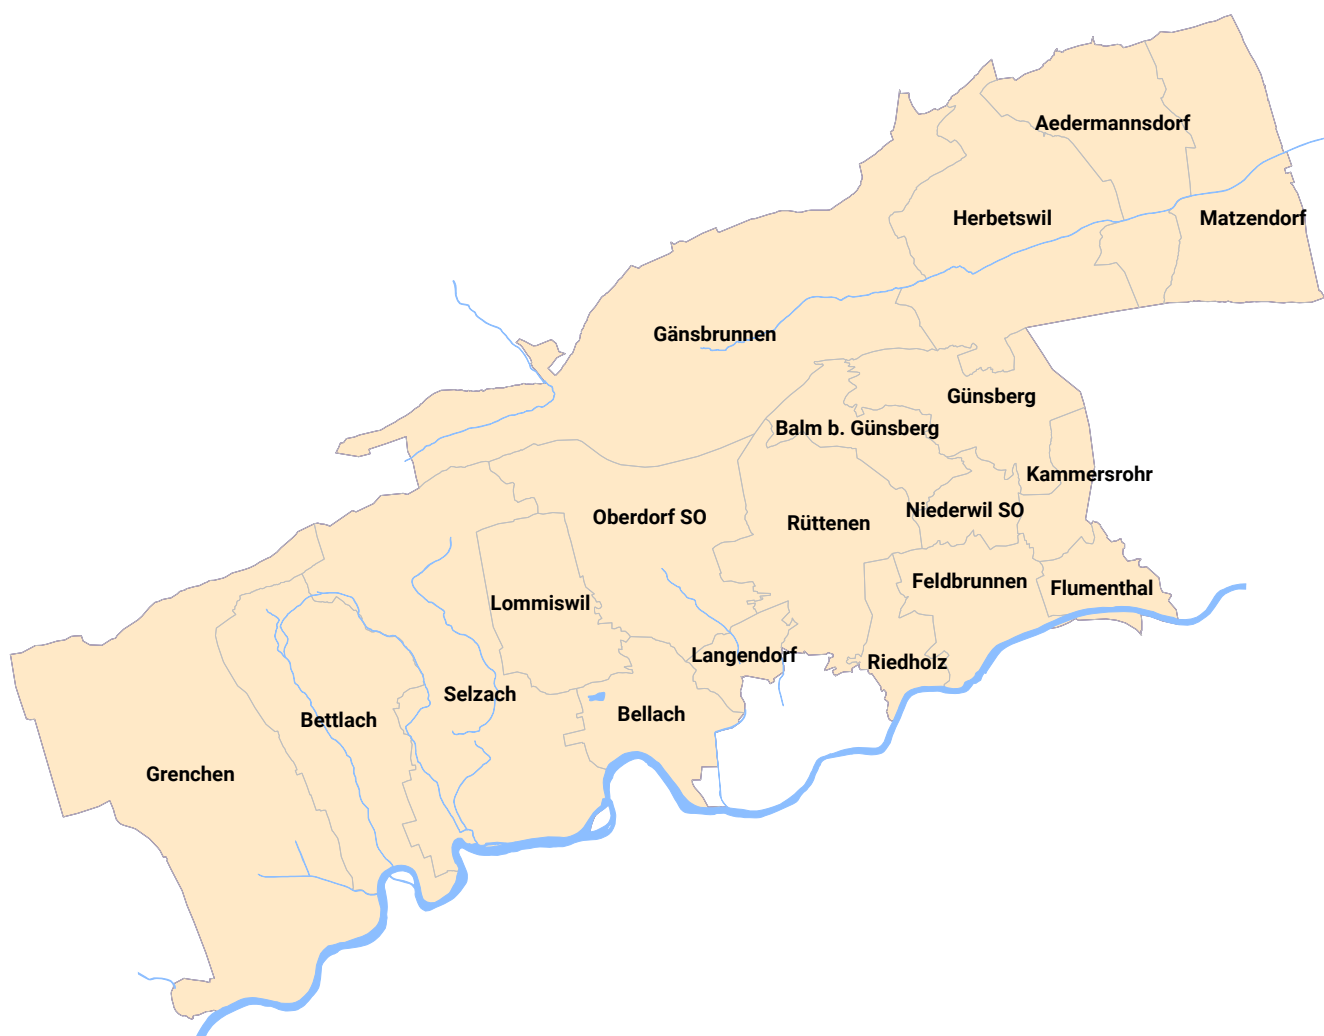 Aedermannsdorf
Herbetswil
Matzendorf
Gänsbrunnen
Günsberg
Balm b. Günsberg
Kammersrohr
Niederwil SO
Oberdorf SO
Rüttenen
Feldbrunnen
Flumenthal
Lommiswil
Langendorf
Riedholz
Selzach
Bellach
Bettlach
Grenchen